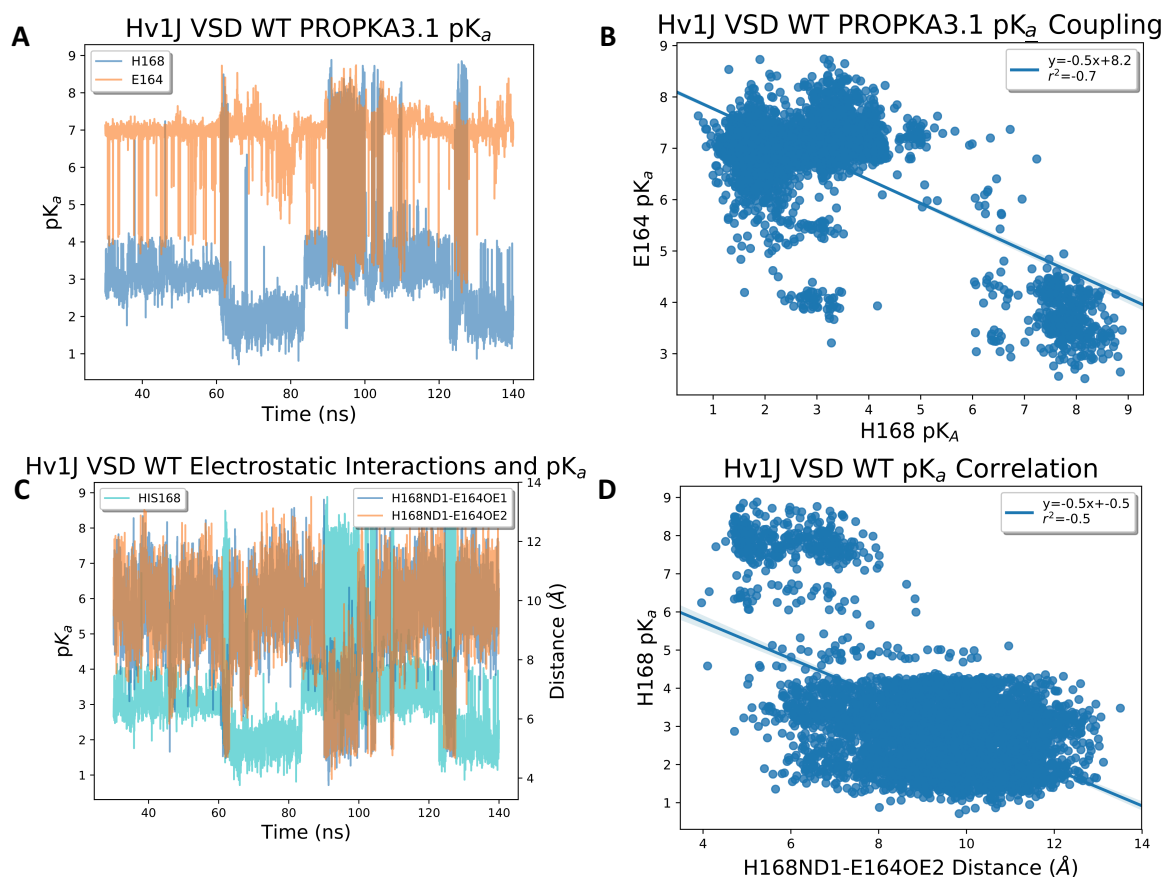 A
Hv1J VSD WT PROPKA3.1 pKa
H168
E164
9
8
7
6
5
4
3
2
1
pKa
40
60
80
100
120
140
Time (ns)
B
Hv1J VSD WT PROPKA3.1 pKa Coupling
y=-0.5x+8.2
r²=-0.7
9
8
7
6
5
4
3
E164 pKa
1
2
3
4
5
6
7
8
9
H168 pKA
C
Hv1J VSD WT Electrostatic Interactions and pKa
HIS168
H168ND1-E164OE1
H168ND1-E164OE2
9
8
7
6
5
4
3
2
1
pKa
14
12
10
8
6
4
Distance (Å)
40
60
80
100
120
140
Time (ns)
D
Hv1J VSD WT pKa Correlation
y=-0.5x+-0.5
r²=-0.5
9
8
7
6
5
4
3
2
1
H168 pKa
4
6
8
10
12
14
H168ND1-E164OE2 Distance (Å)